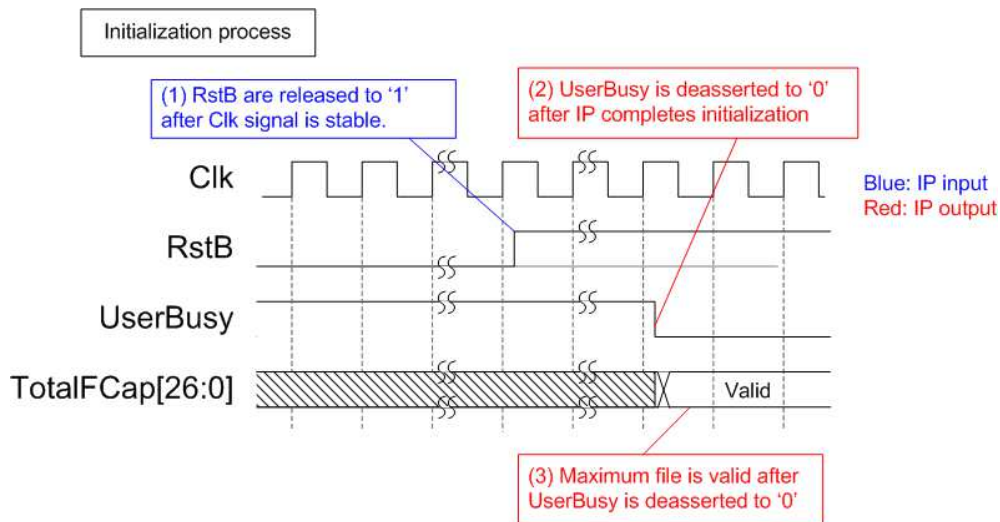 Initialization process
(1) RstB are released to ‘1’
after Clk signal is stable.
(2) UserBusy is deasserted to ‘0’
after IP completes initialization
Clk
Blue: IP input
Red: IP output
RstB
UserBusy
TotalFCap[26:0]
Valid
(3) Maximum file is valid after
UserBusy is deasserted to ‘0’